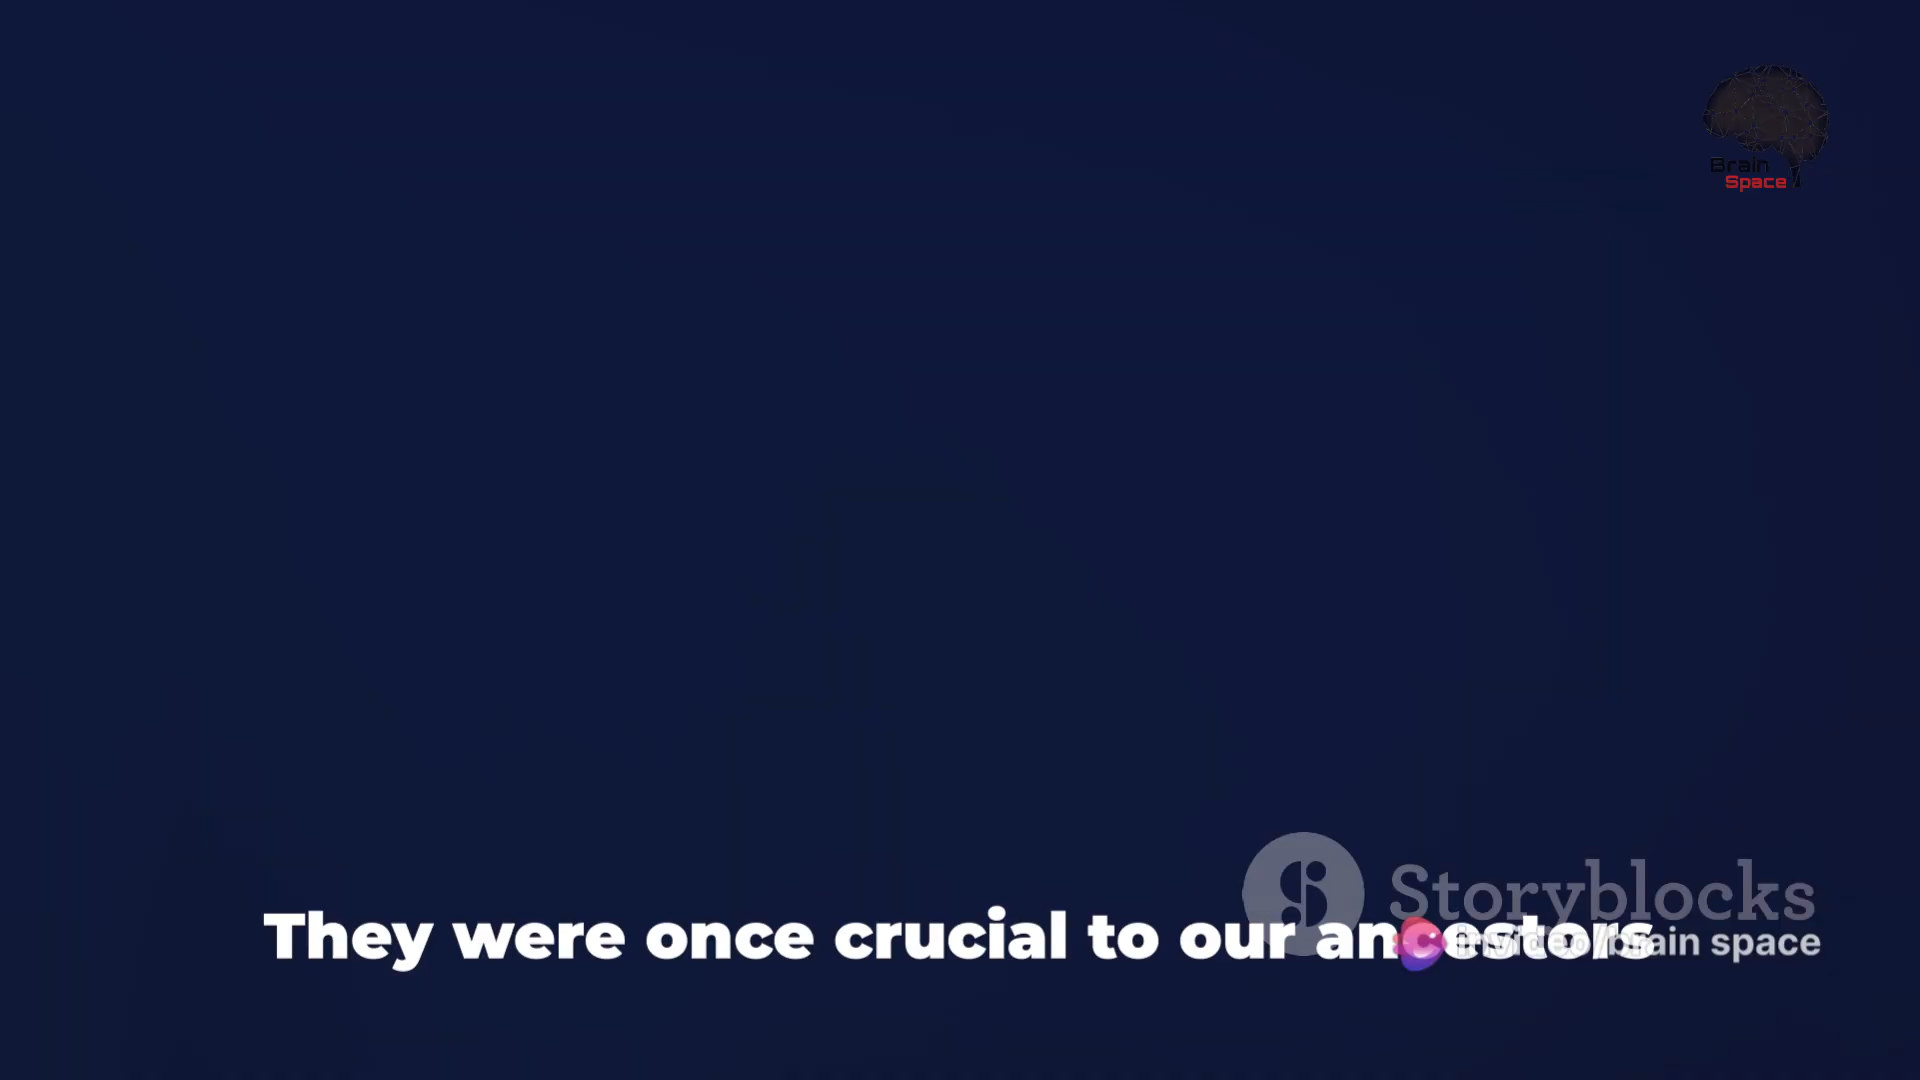 Brain
Space
Storyblocks
They were once crucial to our ancestors
invideo/brain space